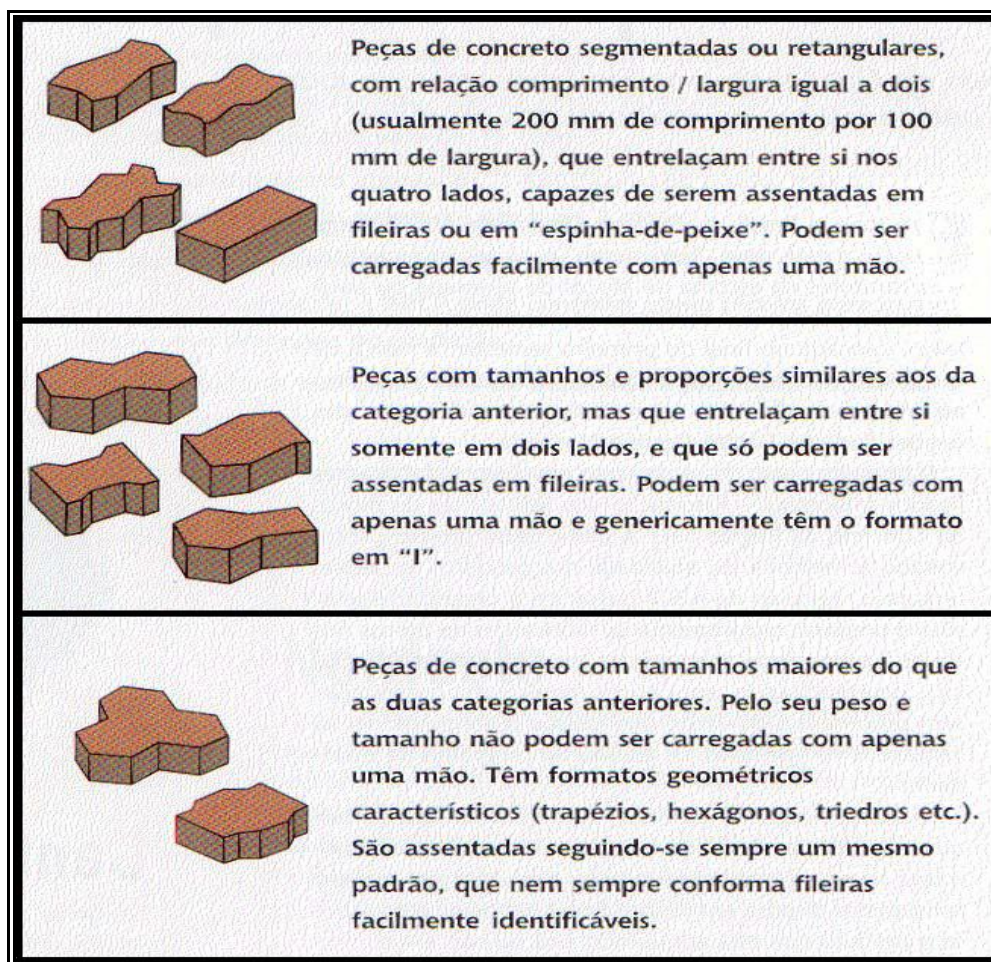 Peças de concreto segmentadas ou retangulares,
com relação comprimento / largura igual a dois
(usualmente 200 mm de comprimento por 100
mm de largura), que entrelaçam entre si nos
quatro lados, capazes de serem assentadas em
fileiras ou em “espinha-de-peixe”. Podem ser
carregadas facilmente com apenas uma mão.
Peças com tamanhos e proporções similares aos da
categoria anterior, mas que entrelaçam entre si
somente em dois lados, e que só podem ser
assentadas em fileiras. Podem ser carregadas com
apenas uma mão e genericamente têm o formato
em “I”.
Peças de concreto com tamanhos maiores do que
as duas categorias anteriores. Pelo seu peso e
tamanho não podem ser carregadas com apenas
uma mão. Têm formatos geométricos
característicos (trapézios, hexágonos, triedros etc.).
São assentadas seguindo-se sempre um mesmo
padrão, que nem sempre conforma fileiras
facilmente identificáveis.